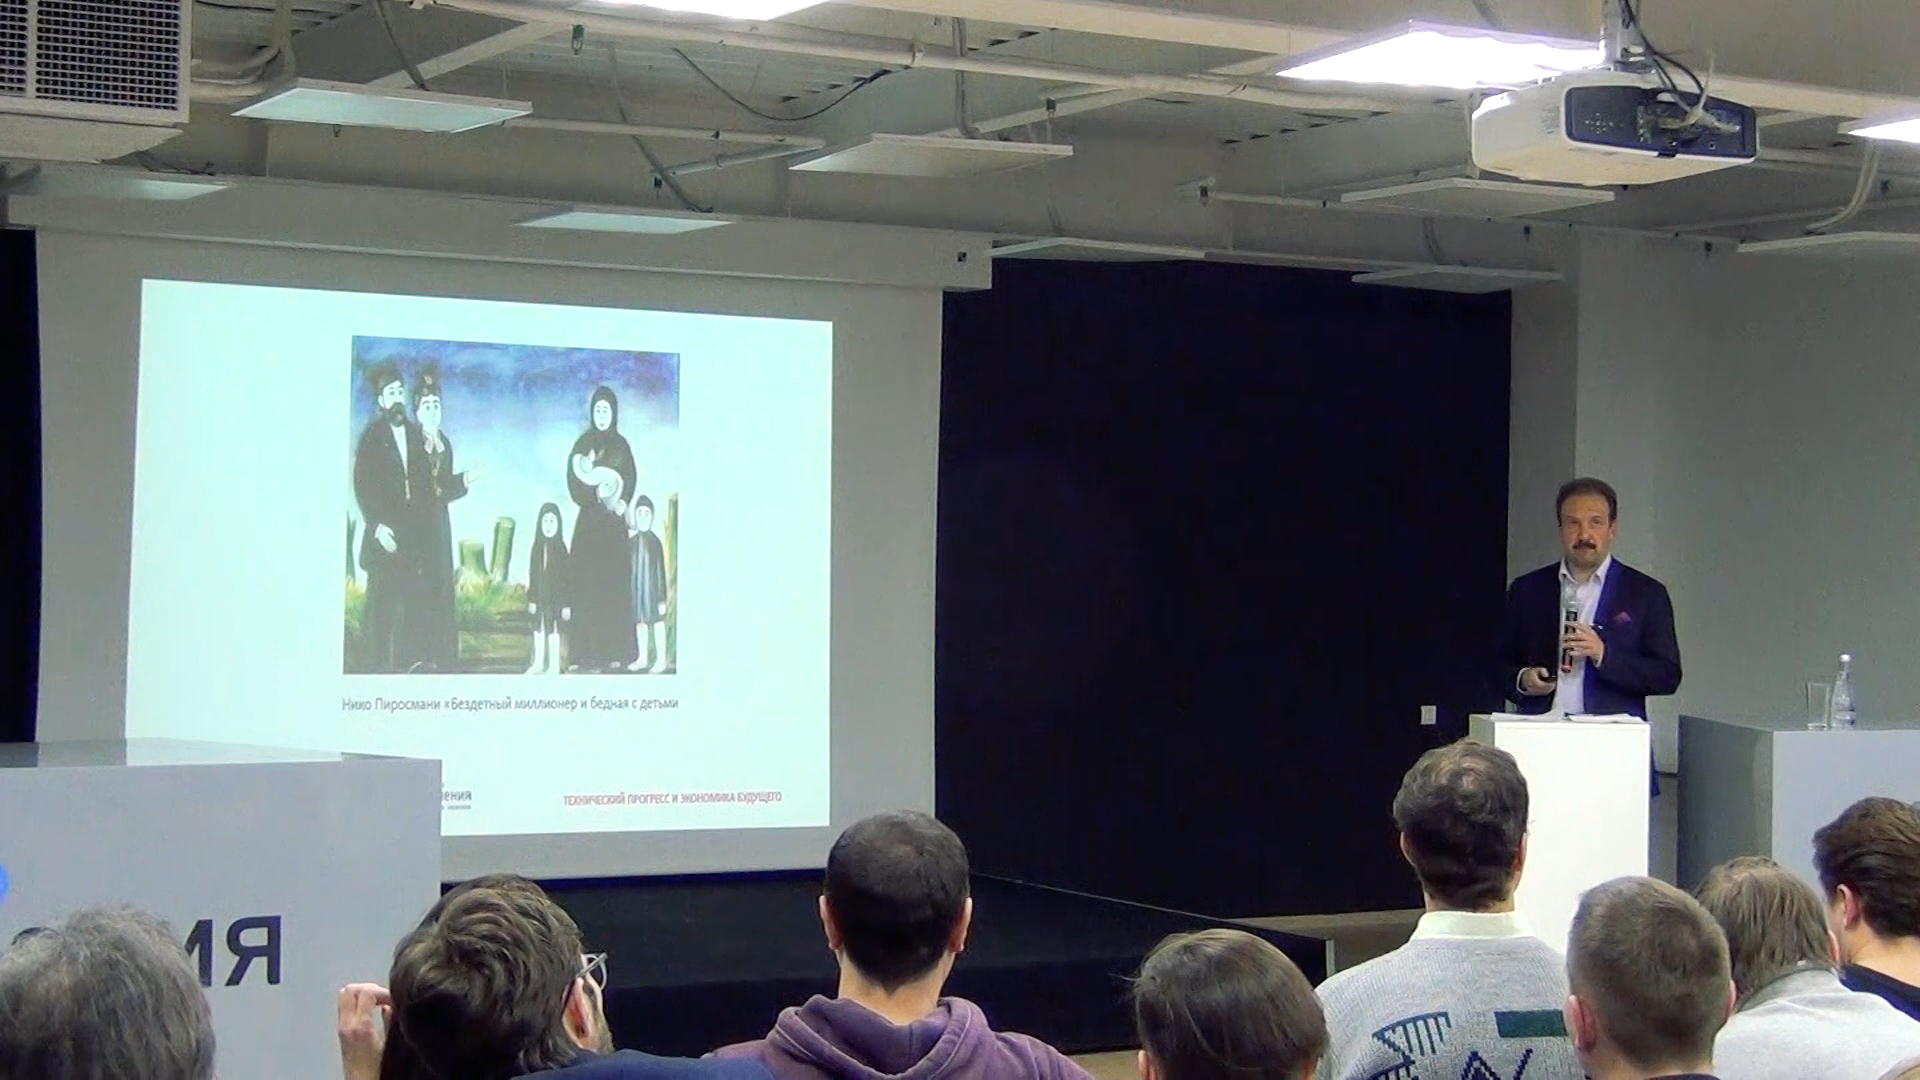 Нико Пиросмани «Бездетный миллионер и бедная с детьми
ения
ТЕХНИЧЕСКИЙ ПРОГРЕСС И ЭКОНОМИКА БУДУЩЕГО
МЯ